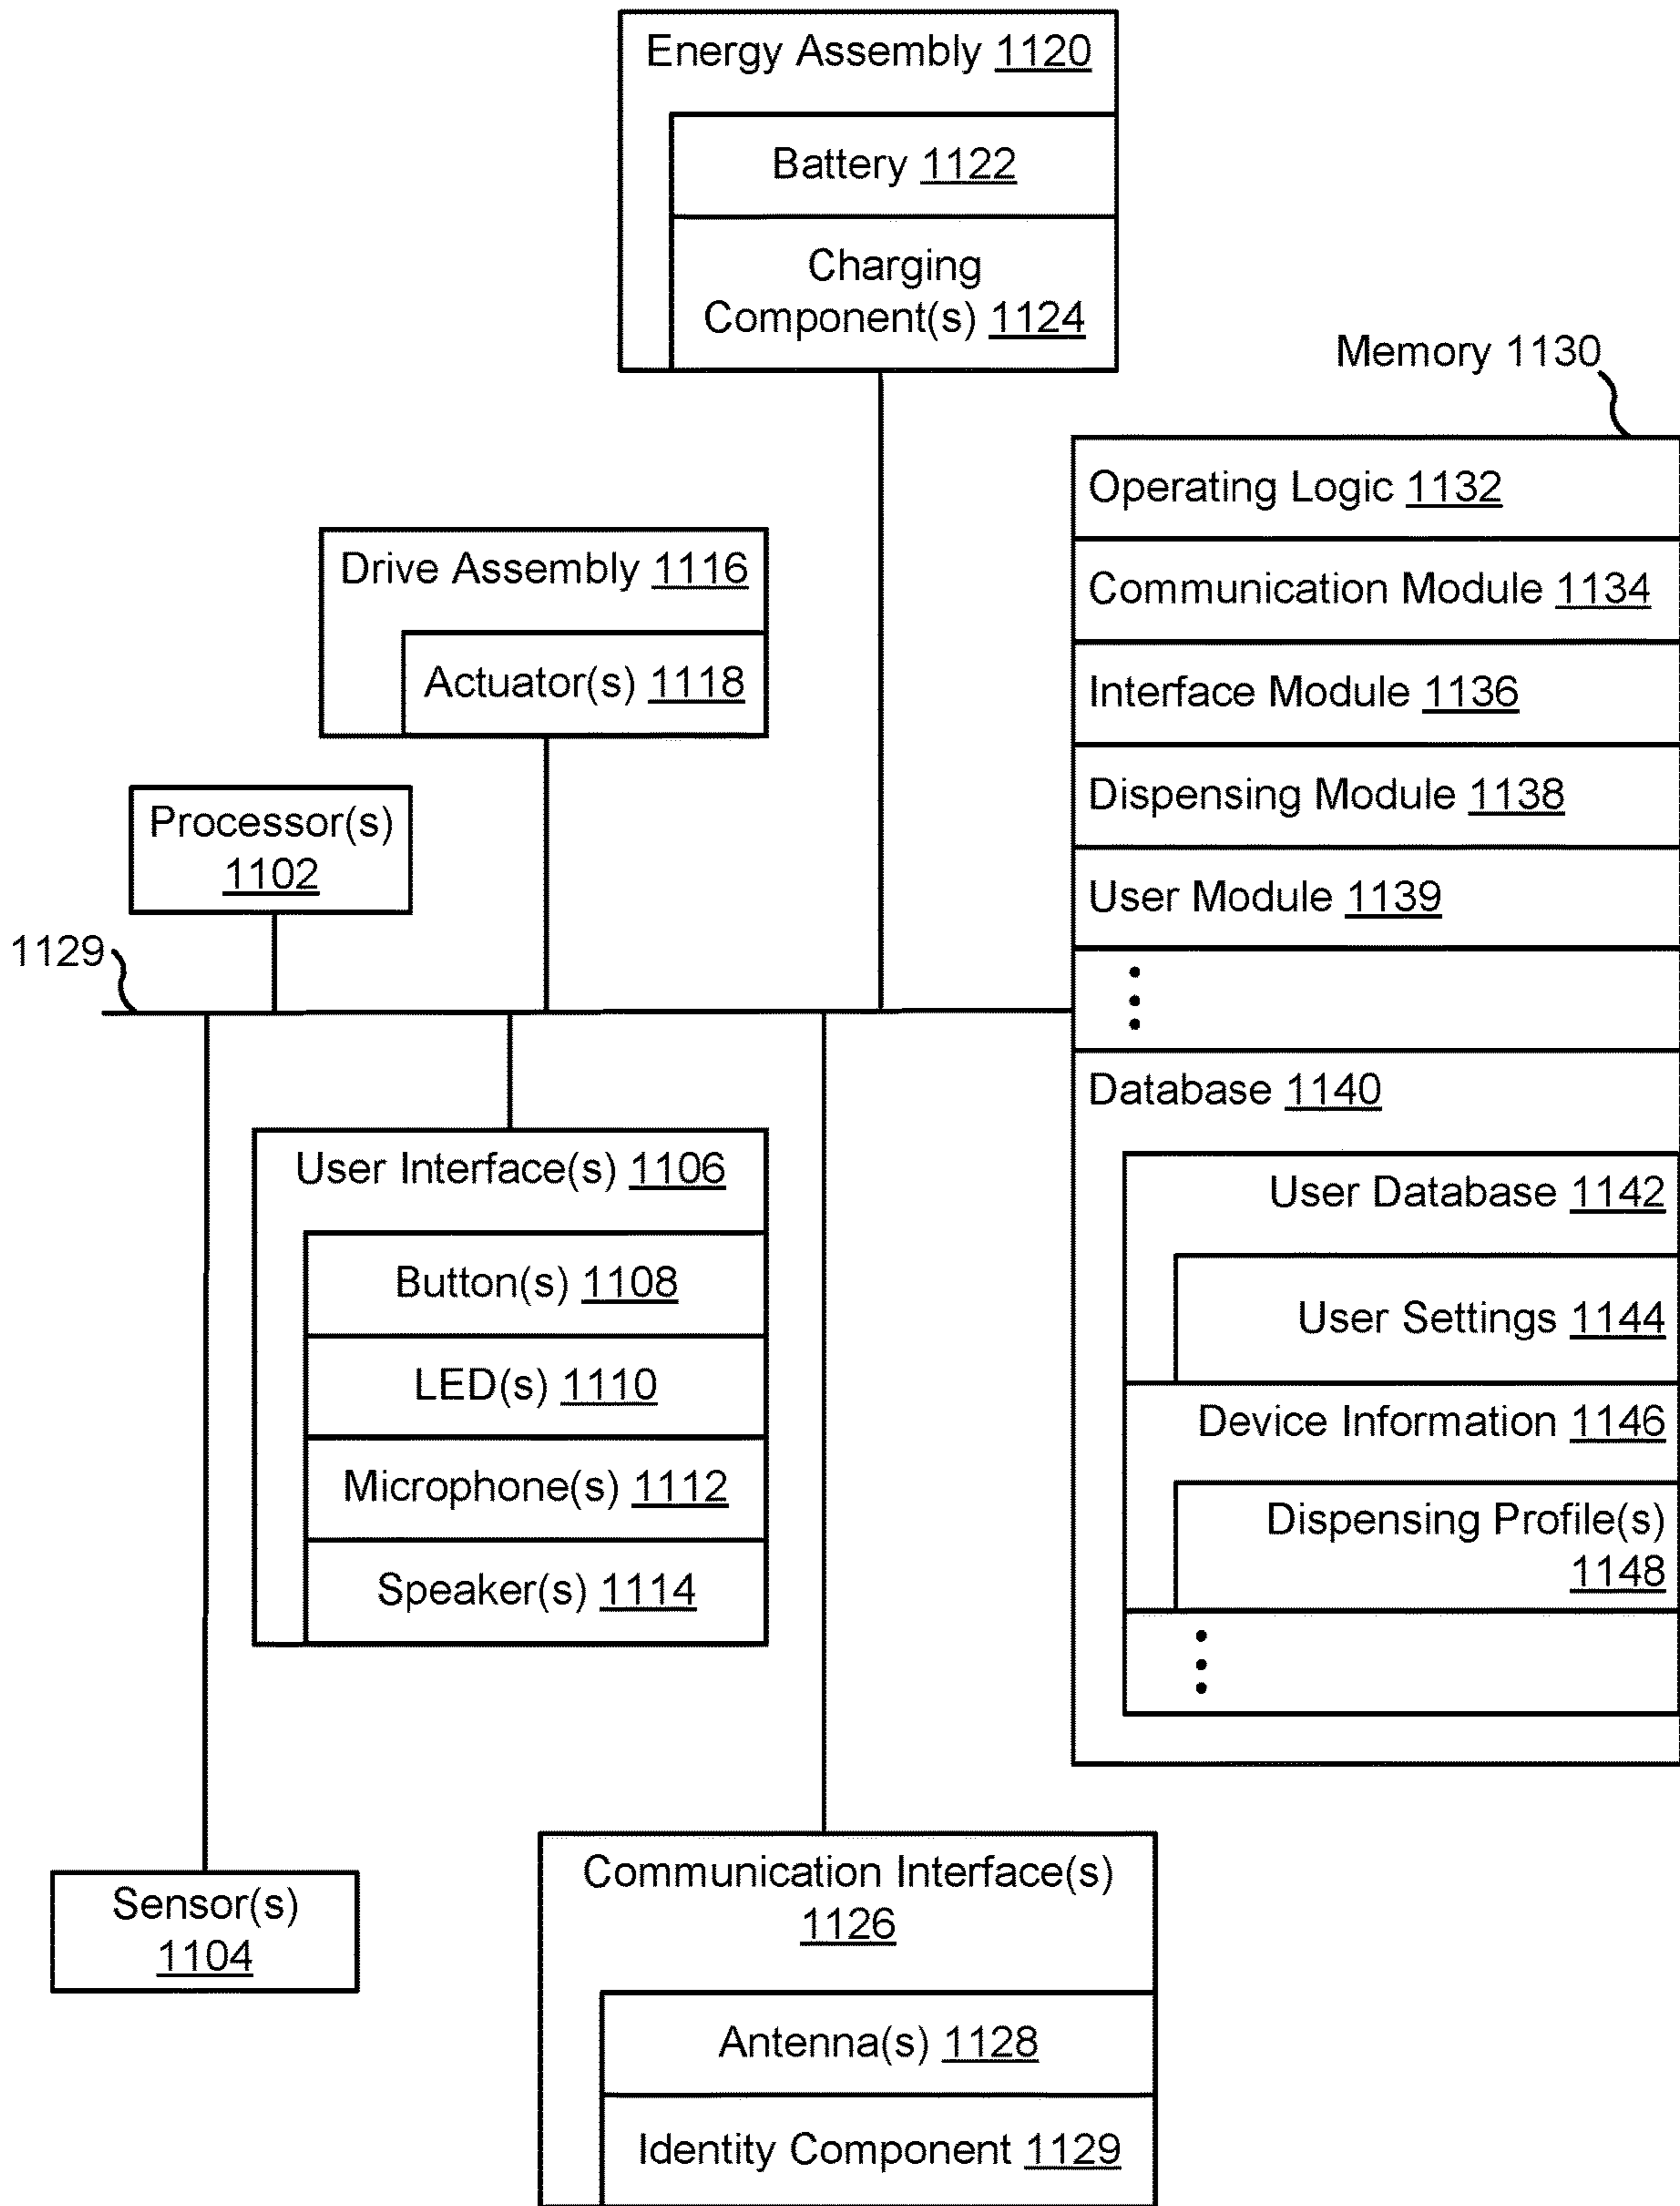 Energy Assembly 1120
Battery 1122
Charging
Component(s) 1124
Memory 1130
Operating Logic 1132
Communication Module 1134
Interface Module 1136
Dispensing Module 1138
User Module 1139
Database 1140
User Database 1142
User Settings 1144
Device Information 1146
Dispensing Profile(s)
1148
Drive Assembly 1116
Actuator(s) 1118
Processor(s)
1102
1129
User Interface(s) 1106
Button(s) 1108
LED(s) 1110
Microphone(s) 1112
Speaker(s) 1114
Sensor(s)
1104
Communication Interface(s)
1126
Antenna(s) 1128
Identity Component 1129